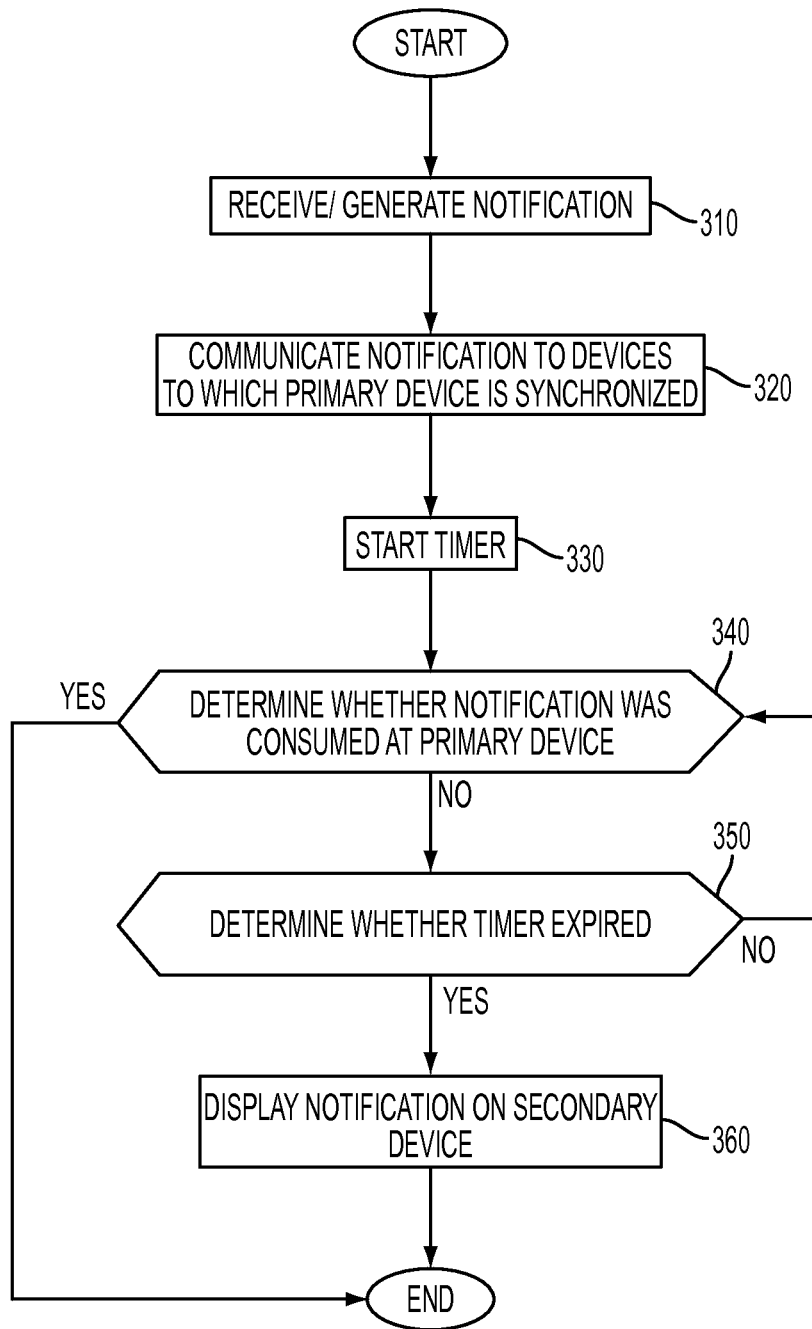 START
RECEIVE/ GENERATE NOTIFICATION
310
COMMUNICATE NOTIFICATION TO DEVICES
TO WHICH PRIMARY DEVICE IS SYNCHRONIZED
320
START TIMER
330
340
YES
DETERMINE WHETHER NOTIFICATION WAS
CONSUMED AT PRIMARY DEVICE
NO
350
DETERMINE WHETHER TIMER EXPIRED
NO
YES
DISPLAY NOTIFICATION ON SECONDARY
DEVICE
360
END